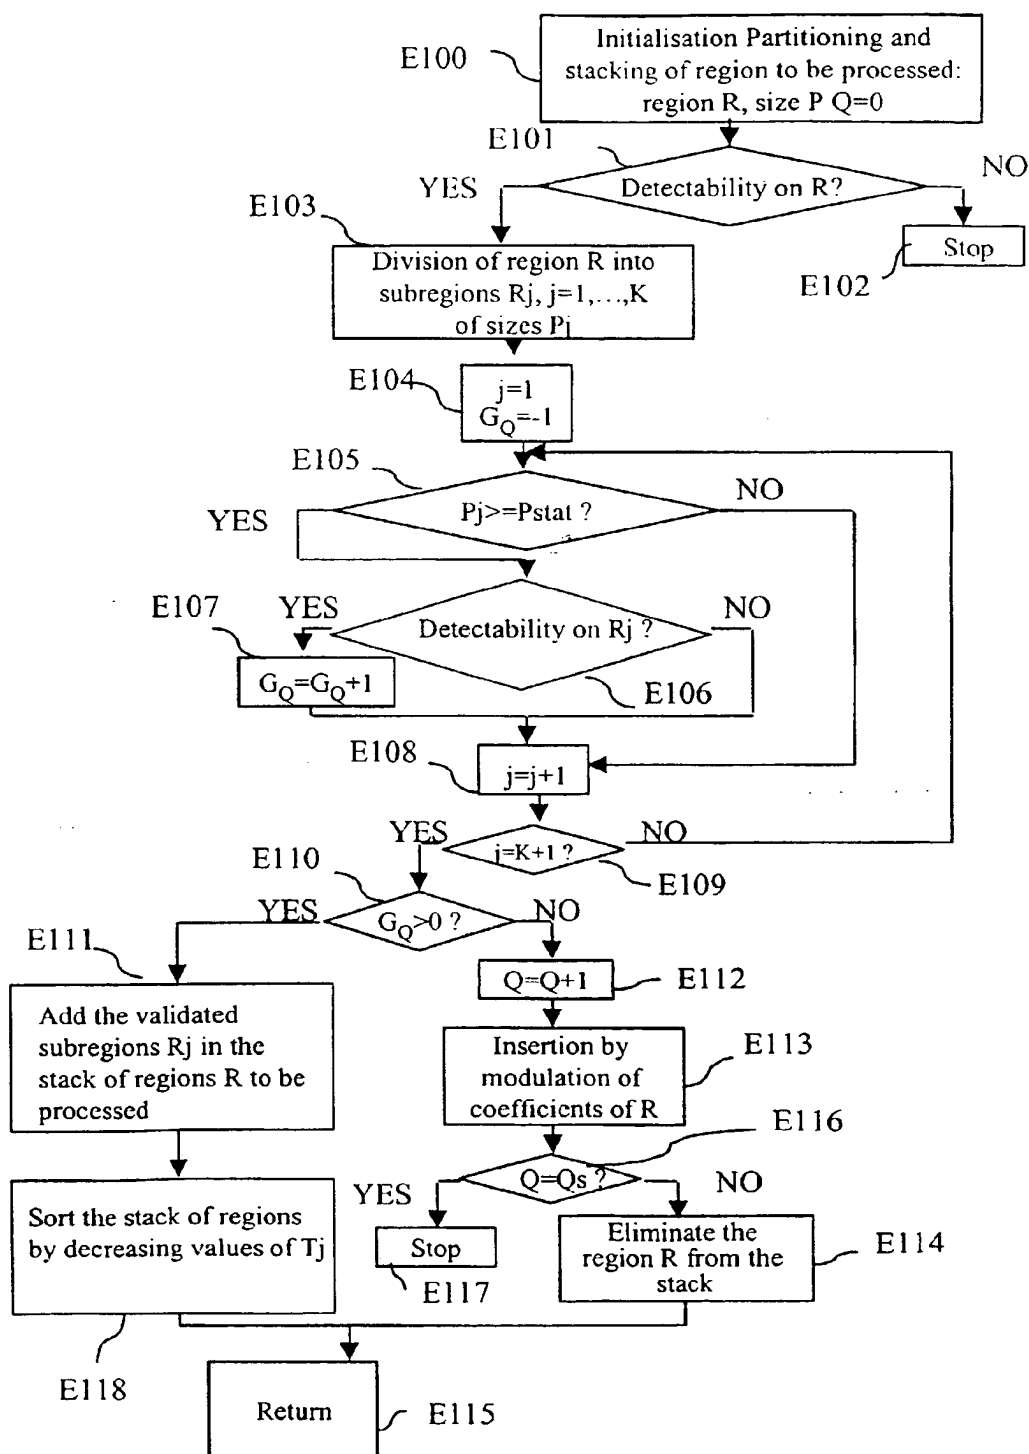 E100
Initialisation Partitioning and
stacking of region to be processed:
region R, size P Q=0
E101
YES
Detectability on R?
NO
E102
Stop
E103
Division of region R into
subregions Rj, j=1,...,K
of sizes Pj
E104
j=1
G_Q=-1
E105
YES
Pj>=Pstat ?
NO
E107
YES
Detectability on Rj ?
NO
E106
G_Q=G_Q+1
E108
j=j+1
YES
j=K+1 ?
NO
E109
E110
YES
G_Q>0 ?
NO
E111
Add the validated
subregions Rj in the
stack of regions R to be
processed
Q=Q+1
E112
Insertion by
modulation of
coefficients of R
E113
E116
YES
Q=Qs ?
NO
Sort the stack of regions
by decreasing values of Tj
Stop
E117
Eliminate the
region R from the
stack
E114
E118
Return
E115